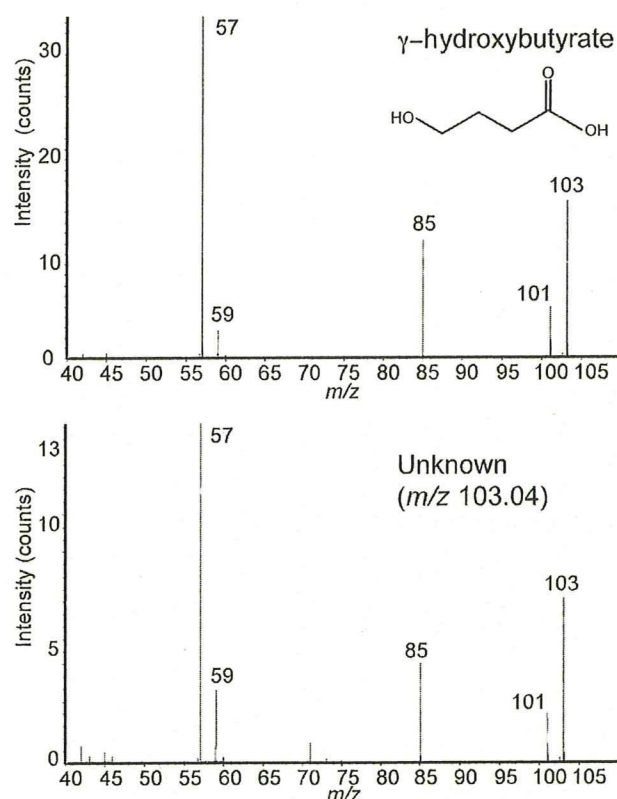 γ–hydroxybutyrate
O
HO
OH
Intensity (counts)
30
20
10
0
57
59
85
101
103
40 45 50 55 60 65 70 75 80 85 90 95 100 105
m/z
Unknown
(m/z 103.04)
Intensity (counts)
13
10
5
0
57
59
85
101
103
40 45 50 55 60 65 70 75 80 85 90 95 100 105
m/z